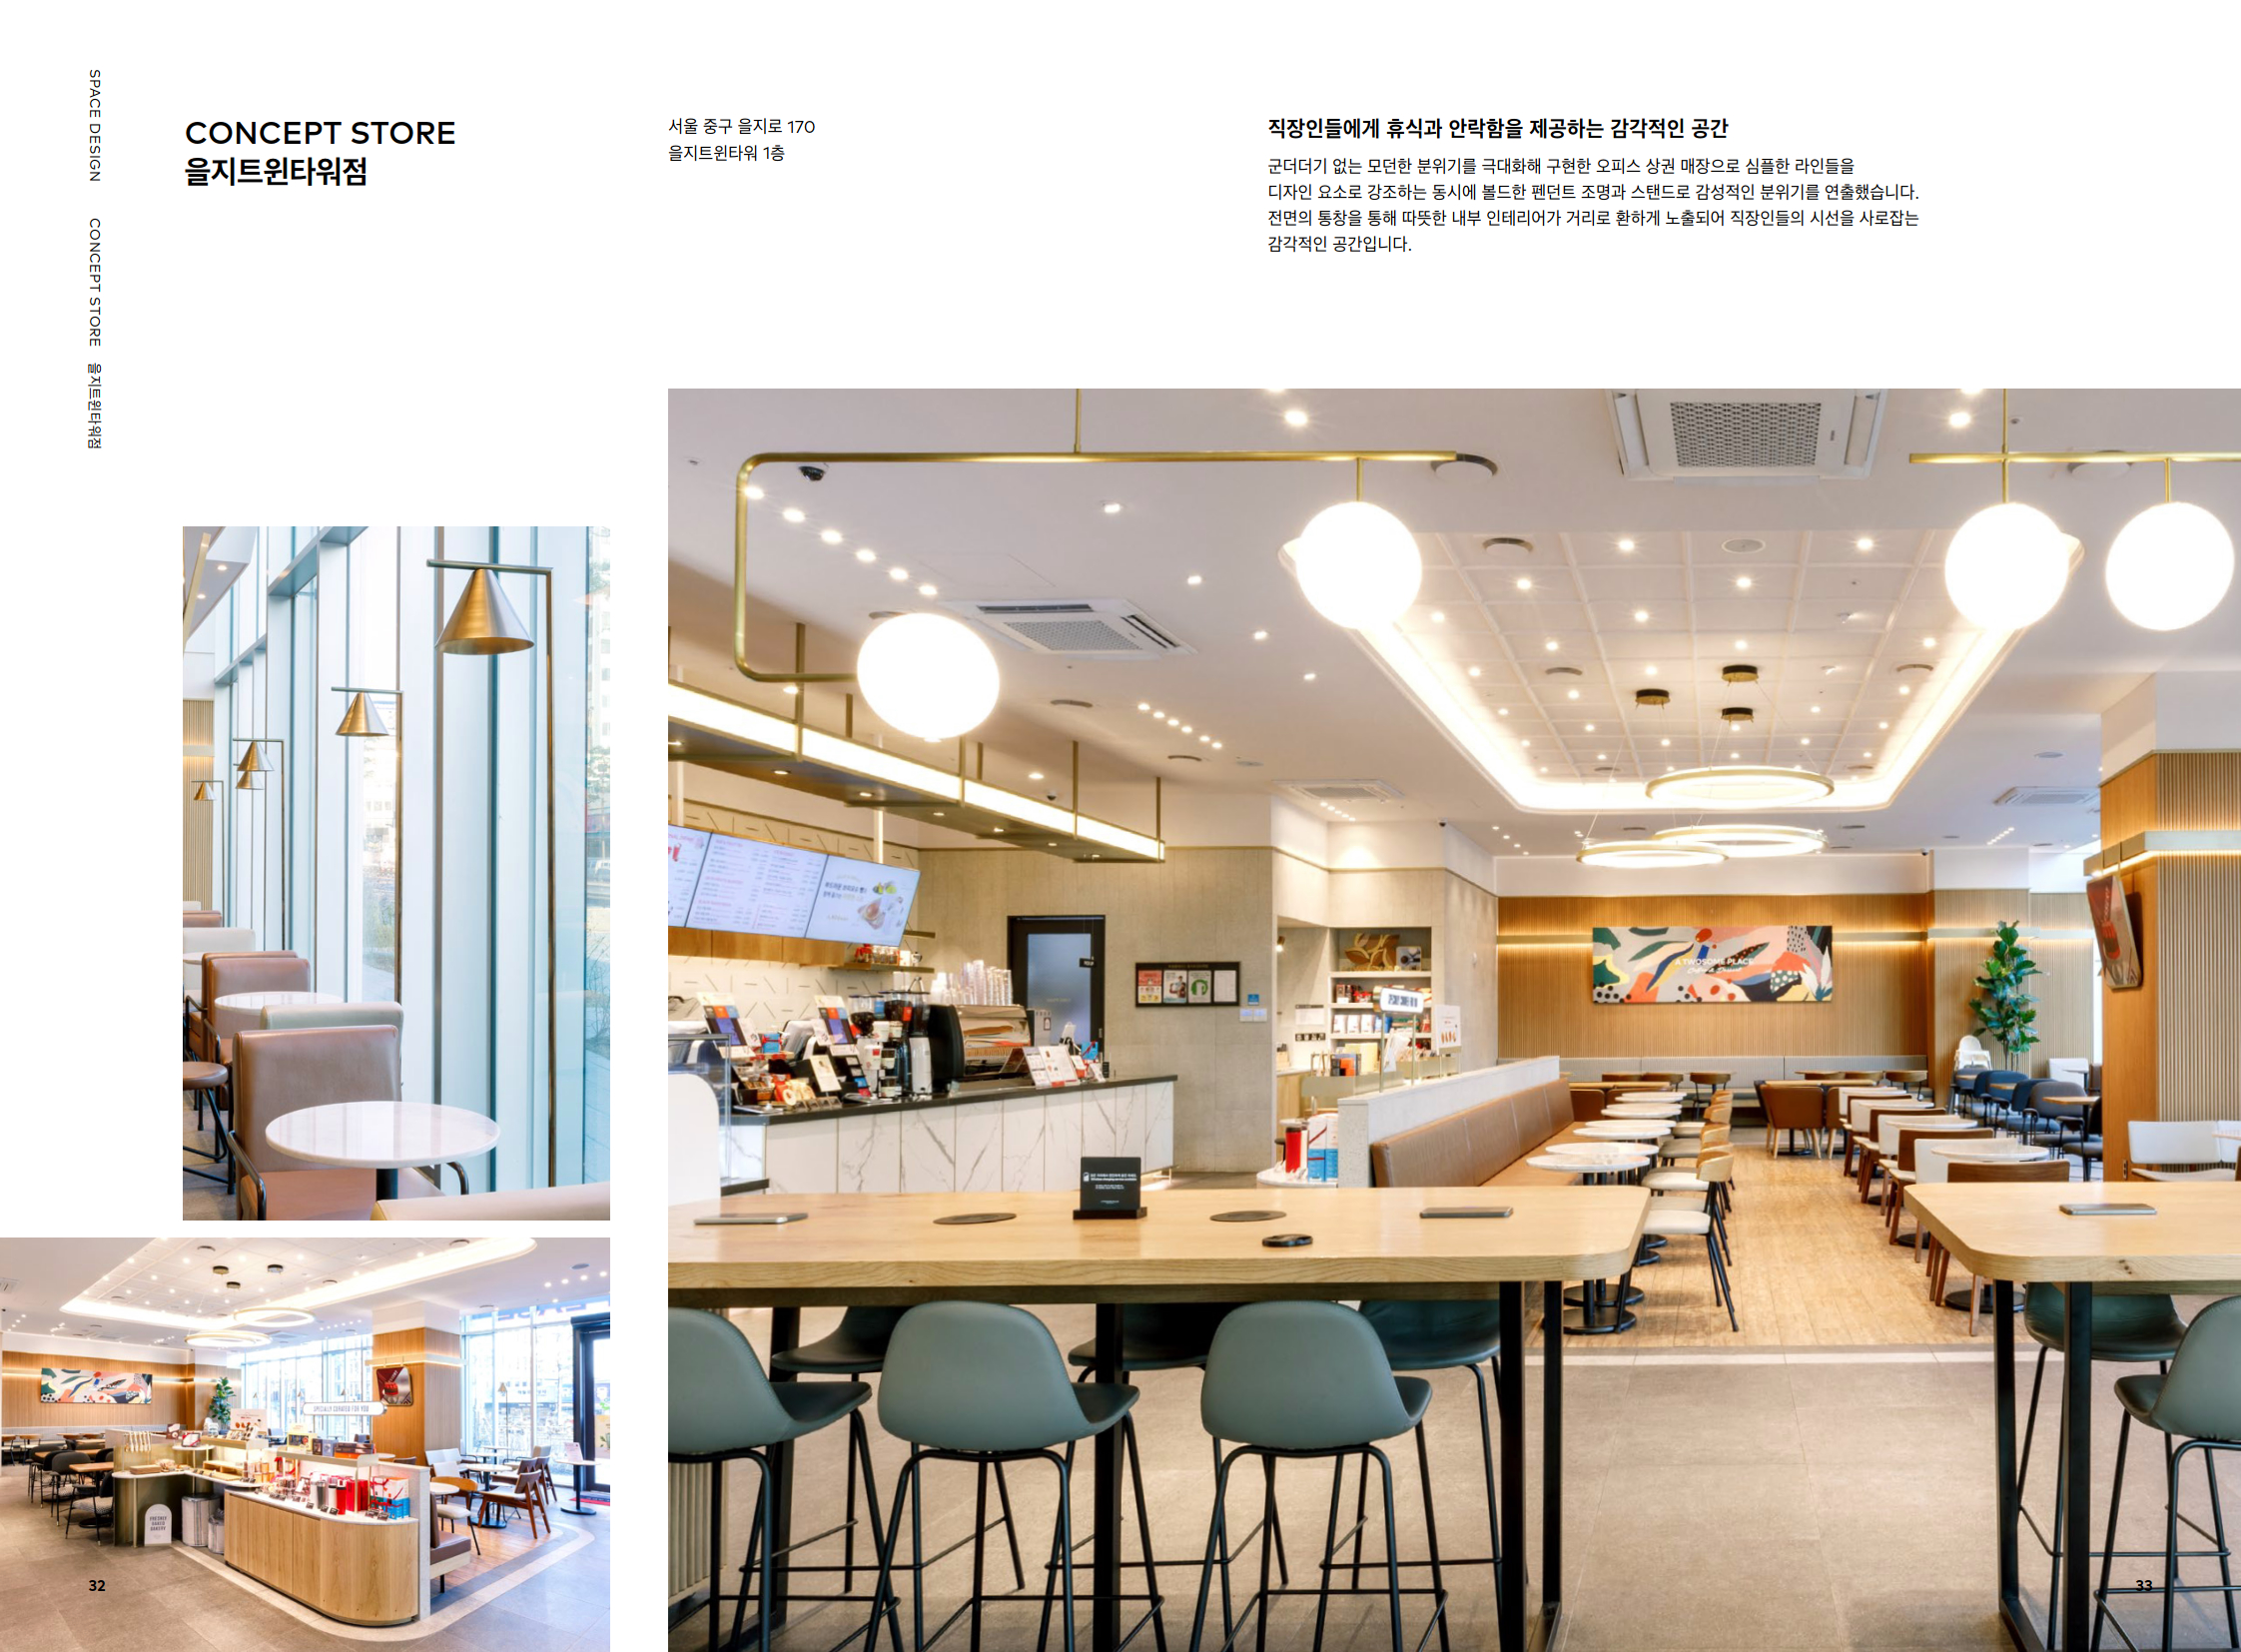 SPACE DESIGN
CONCEPT STORE 을지트윈타워점
CONCEPT STORE
을지트윈타워점
서울 중구 을지로 170
을지트윈타워 1층
직장인들에게 휴식과 안락함을 제공하는 감각적인 공간
군더더기 없는 모던한 분위기를 극대화해 구현한 오피스 상권 매장으로 심플한 라인들을
디자인 요소로 강조하는 동시에 볼드한 펜던트 조명과 스탠드로 감성적인 분위기를 연출했습니다.
전면의 통창을 통해 따뜻한 내부 인테리어가 거리로 환하게 노출되어 직장인들의 시선을 사로잡는
감각적인 공간입니다.
A TWOSOME PLACE
SPECIALLY CURATED FOR YOU
FRESHLY
BAKED
BAKERY
32
33